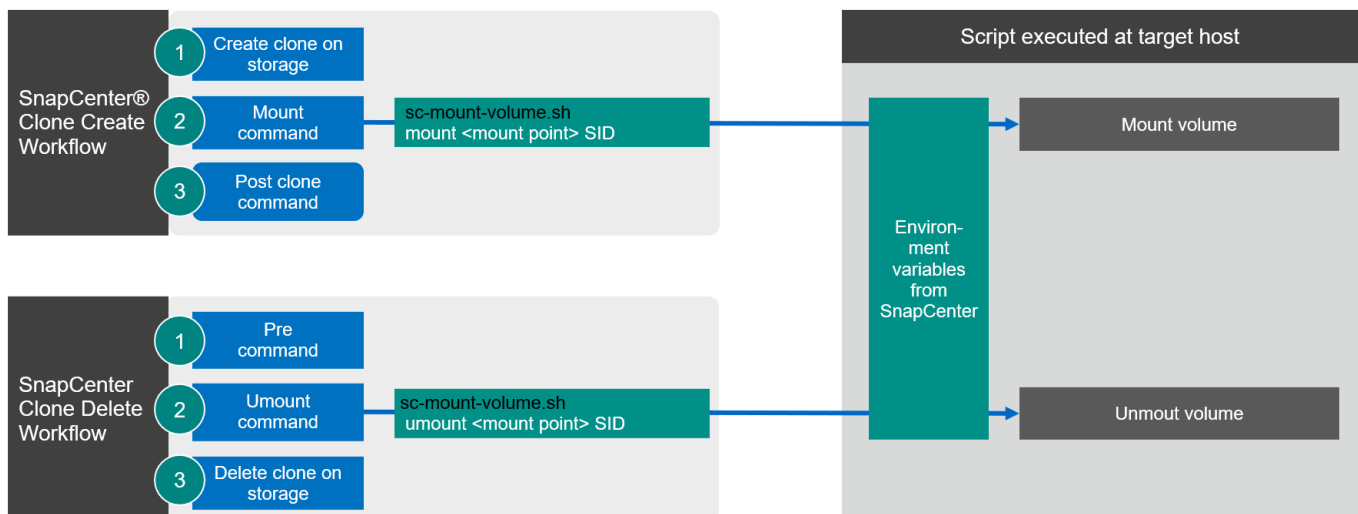 SnapCenter®
Clone Create
Workflow
1
Create clone on
storage
2
Mount
command
sc-mount-volume.sh
mount <mount point> SID
3
Post clone
command
SnapCenter
Clone Delete
Workflow
1
Pre
command
2
Umount
command
sc-mount-volume.sh
umount <mount point> SID
3
Delete clone on
storage
Script executed at target host
Environ-
ment
variables
from
SnapCenter
Mount volume
Unmout volume